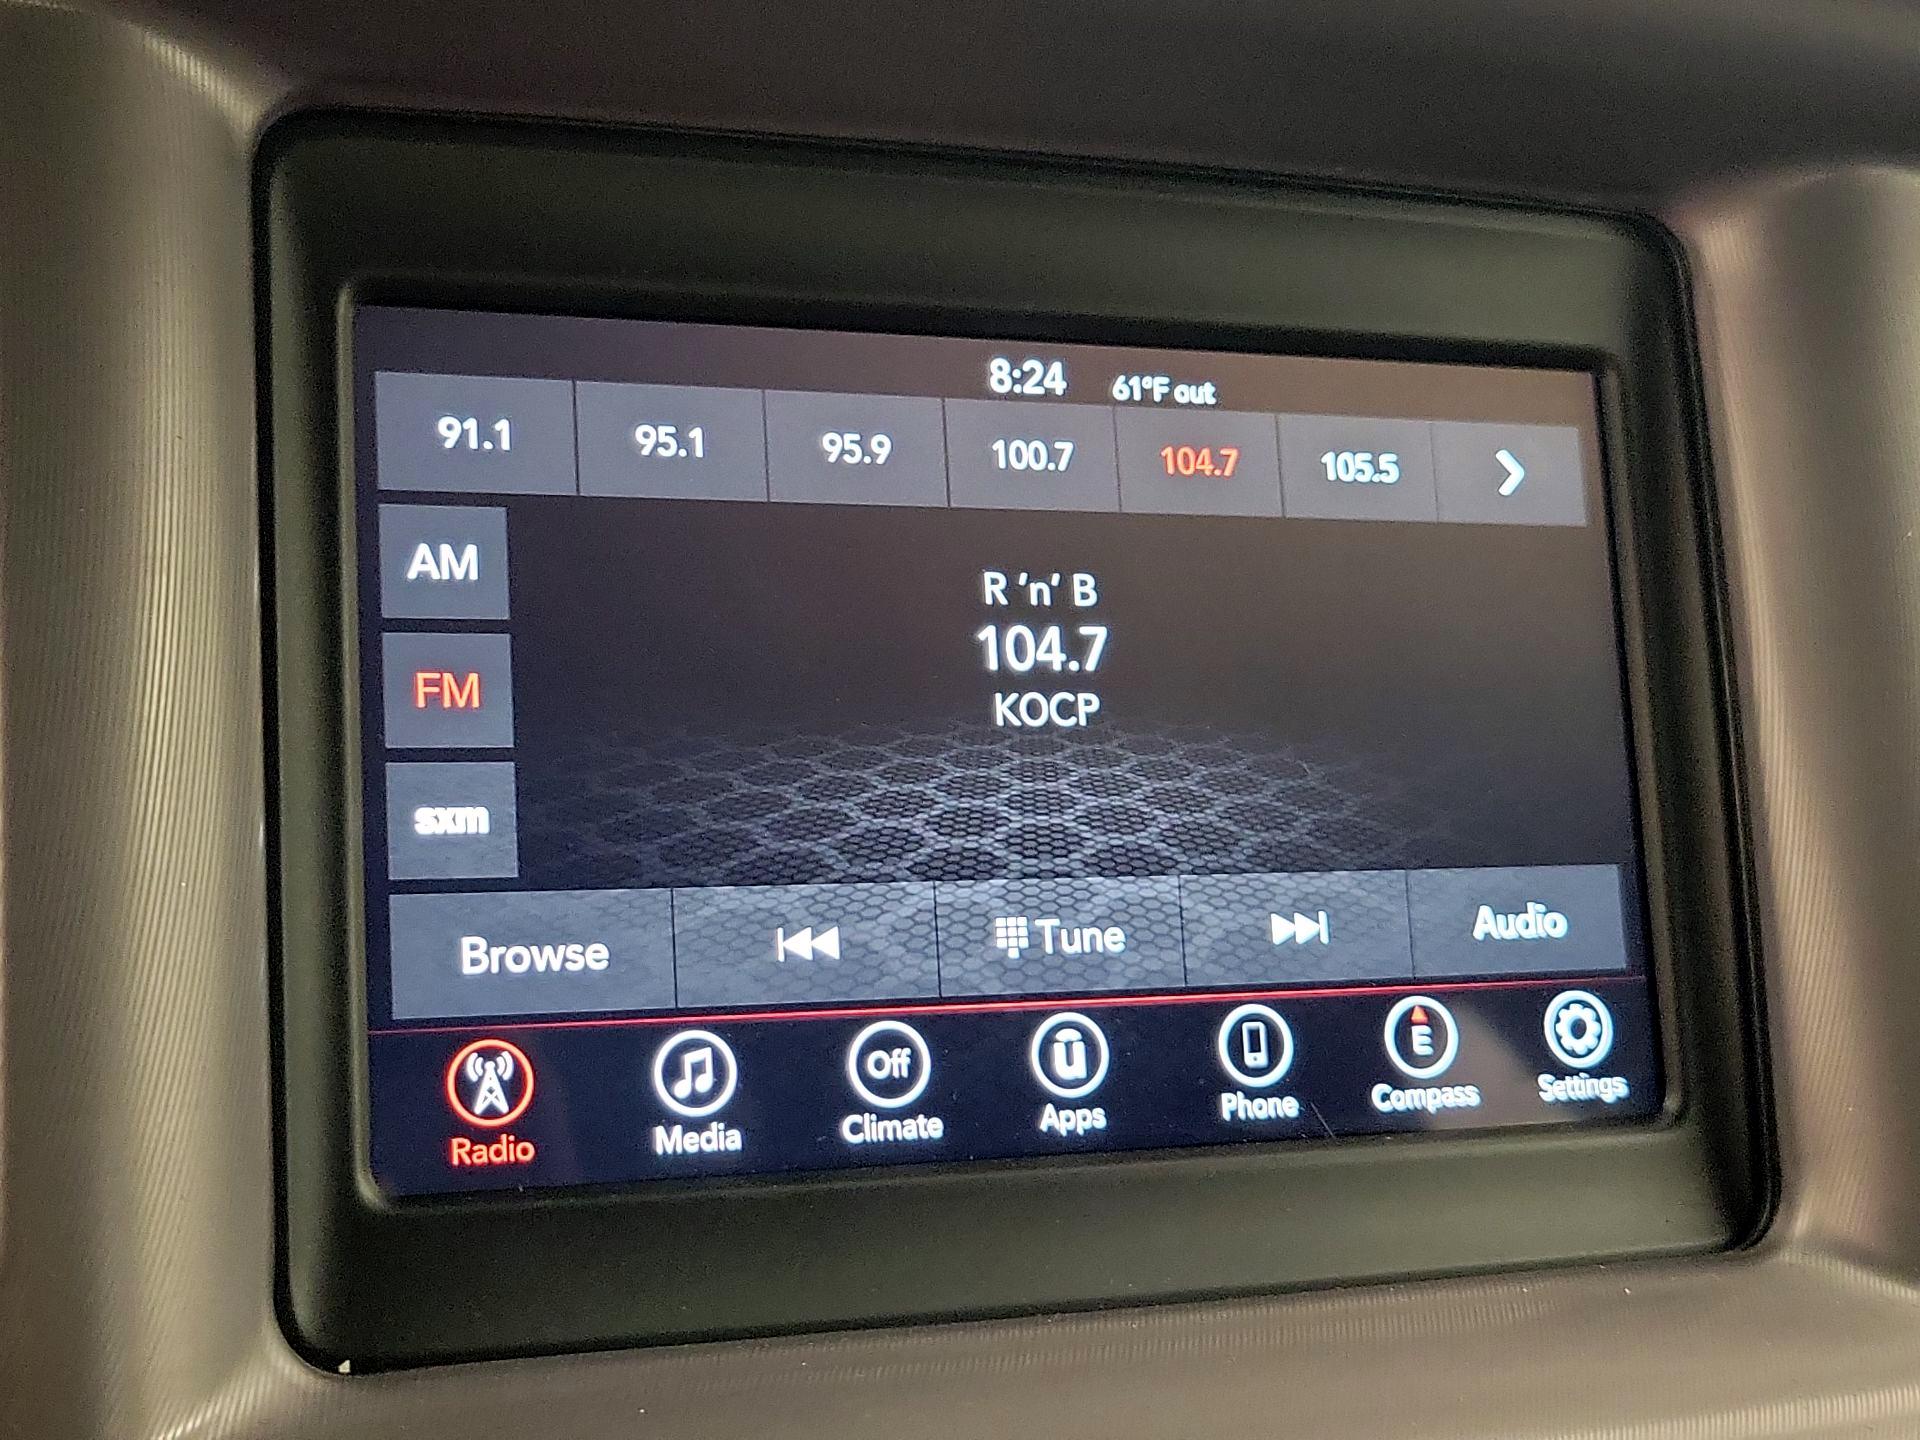 8:24 61°F out
91.1 95.1 95.9 100.7 104.7 105.5
AM
FM
sxm
R 'n' B
104.7
KOCP
Browse Tune Audio
Off u E
Radio Media Climate Apps Phone Compass Settings